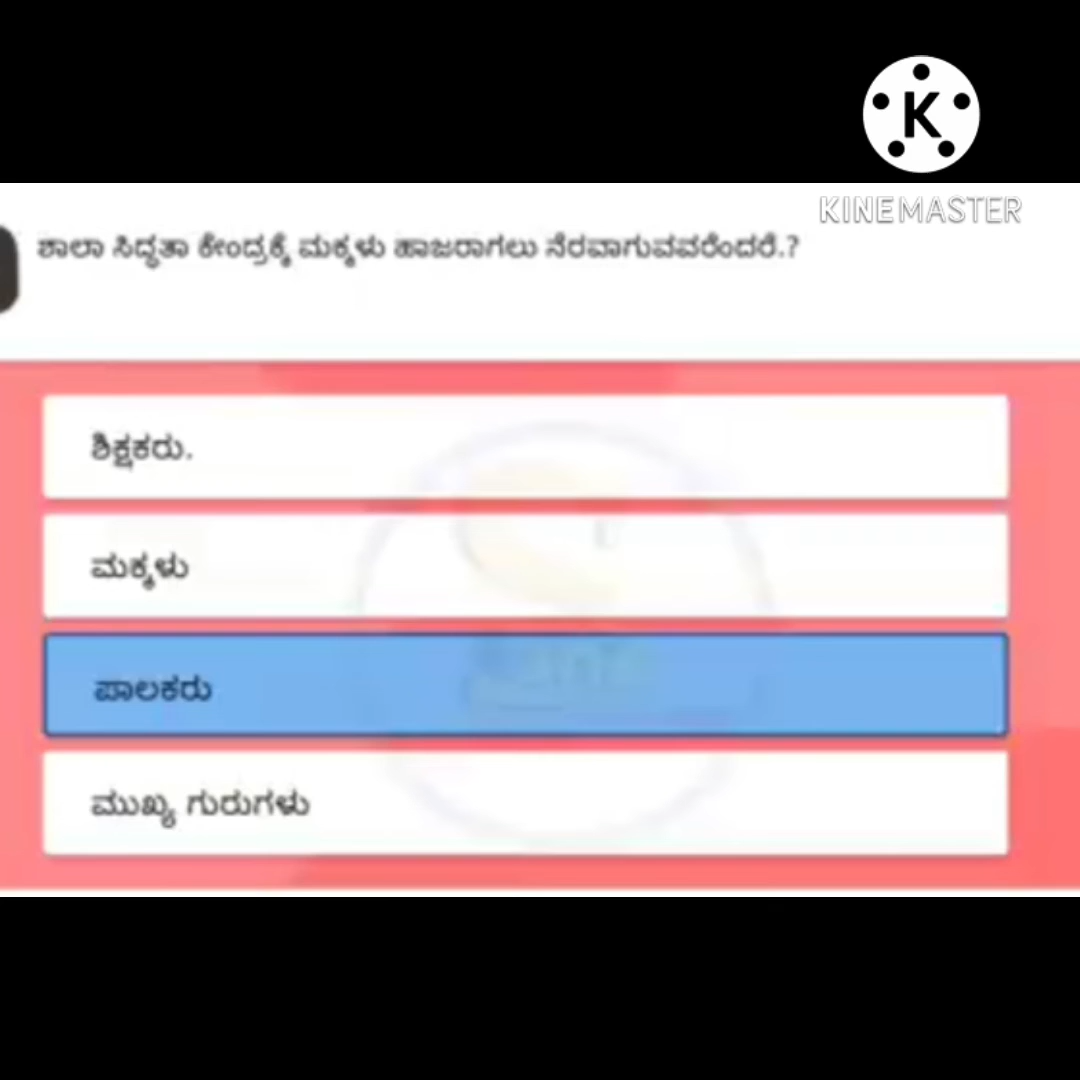 K
KINEMASTER
ಶಾಲಾ ಸಿದ್ಧತಾ ಕೇಂದ್ರಕ್ಕೆ ಮಕ್ಕಳು ಹಾಜರಾಗಲು ನೆರವಾಗುವವರೆಂದರೆ.?
ಶಿಕ್ಷಕರು.
ಮಕ್ಕಳು
ಪಾಲಕರು
ಮುಖ್ಯ ಗುರುಗಳು